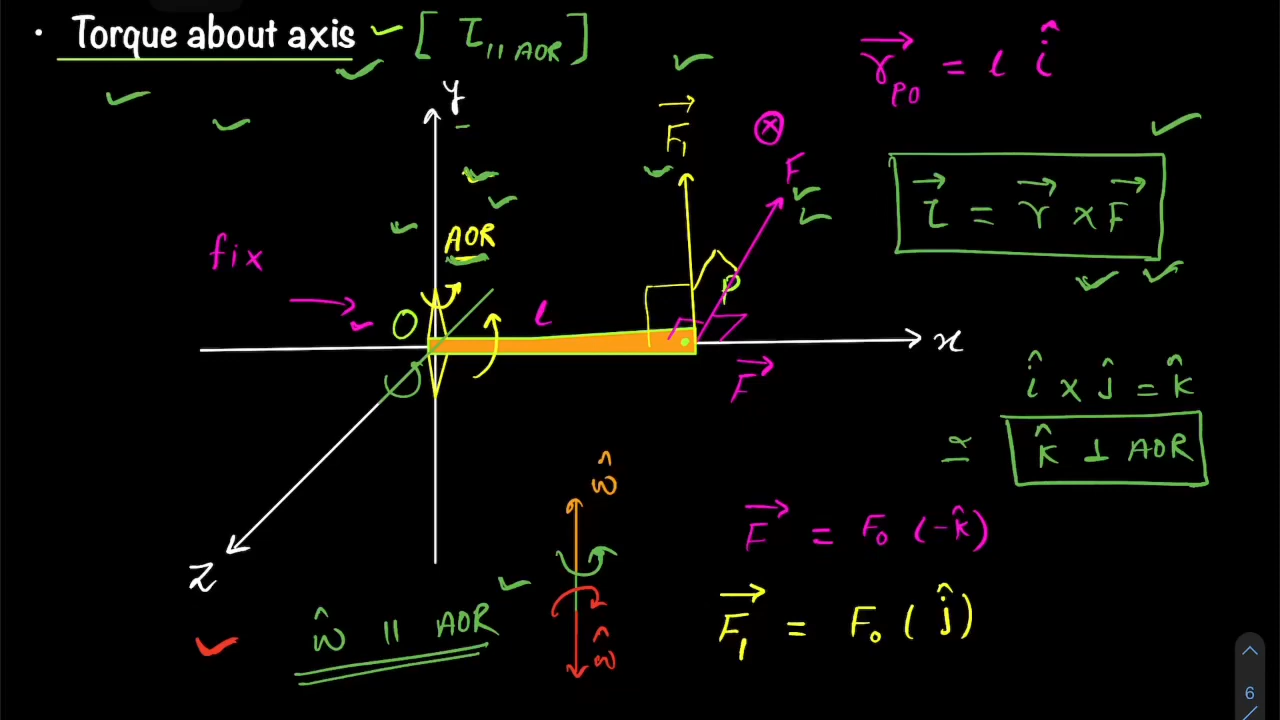 • Torque about axis [ τ∥ AOR ]
r⃗PO = l î
y
F⃗1
⊗
F
τ⃗ = r⃗ × F⃗
AOR
fix
P
O
l
x
F⃗
î × ĵ = k̂
k̂ ⊥ AOR
ŵ
F⃗ = F0 (-k̂)
Z
ŵ ∥ AOR
F⃗1 = F0 ( ĵ )
ŵ
6